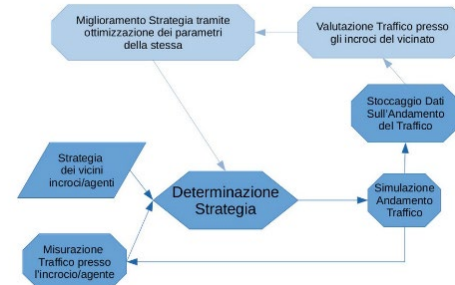 Miglioramento Strategia tramite
ottimizzazione dei parametri
della stessa
Valutazione Traffico presso
gli incroci del vicinato
Stoccaggio Dati
Sull'Andamento
del Traffico
Strategia
dei vicini
incroci/agenti
Determinazione
Strategia
Simulazione
Andamento
Traffico
Misurazione
Traffico presso
l'incrocio/agente